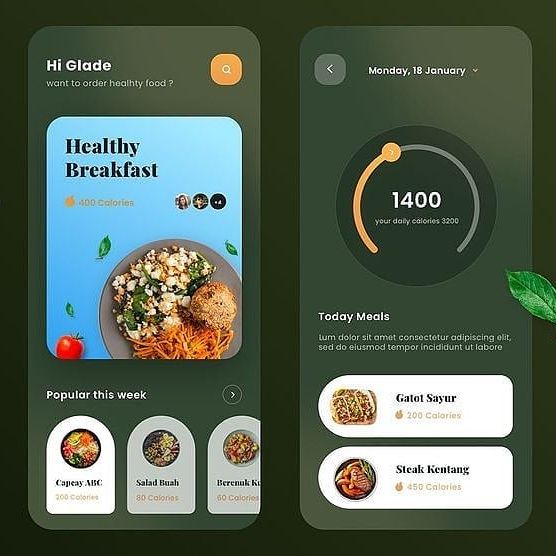 Hi Glade
want to order healhty food ?
Healthy
Breakfast
400 Calories
+4
Popular this week
Capcay ABC
200 Calories
Salad Buah
80 Calories
Berenuk Ku
60 Calories
Monday, 18 January
1400
your daily calories 3200
Today Meals
Lum dolor sit amet consectetur adipiscing elit,
sed do eiusmod tempor incididunt ut labore
Gatot Sayur
200 Calories
Steak Kentang
450 Calories